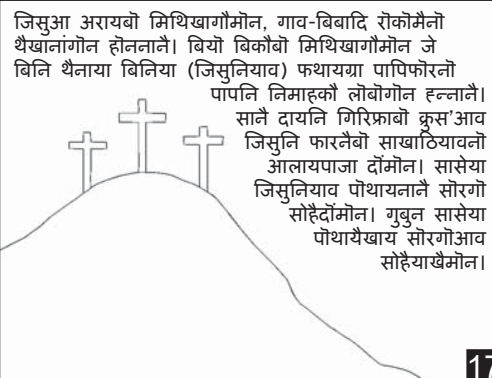 जिसुआ अरायबॊ मिथिखागौमॊन, गाव-बिबादि रॊकॊमैनॊ
थैखानांगॊन हॊननानै। बियॊ बिकौबॊ मिथिखागौमॊन जे
बिनि थैनाया बिनिया (जिसुनियाव) फथायग्रा पापिफॊरनॊ
पापनि निमाहकौ लॊबॊगॊन हन्नानै।
सानै दायनि गिरिफ्राबॊ क्रुस’आव
जिसुनि फारनैबॊ साखाठियावनॊ
आलायपाजा दॊंमॊन। सासेया
जिसुनियाव पॊथायनानै सॊरगॊ
सोहैदॊंमॊन। गुबुन सासेया
पॊथायैखाय सॊरगॊआव
सोहैयाखैमॊन।
17